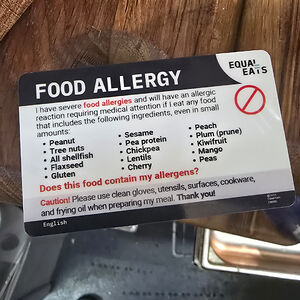 FOOD ALLERGY
EQUAL
EATS
I have severe food allergies and will have an allergic
reaction requiring medical attention if I eat any food
that includes the following ingredients, even in small
amounts:
• Peanut
• Tree nuts
• All shellfish
• Flaxseed
• Gluten
• Sesame
• Pea protein
• Chickpea
• Lentils
• Cherry
• Peach
• Plum (prune)
• Kiwifruit
• Mango
• Peas
Does this food contain my allergens?
Caution! Please use clean gloves, utensils, surfaces, cookware,
and frying oil when preparing my meal. Thank you!
English